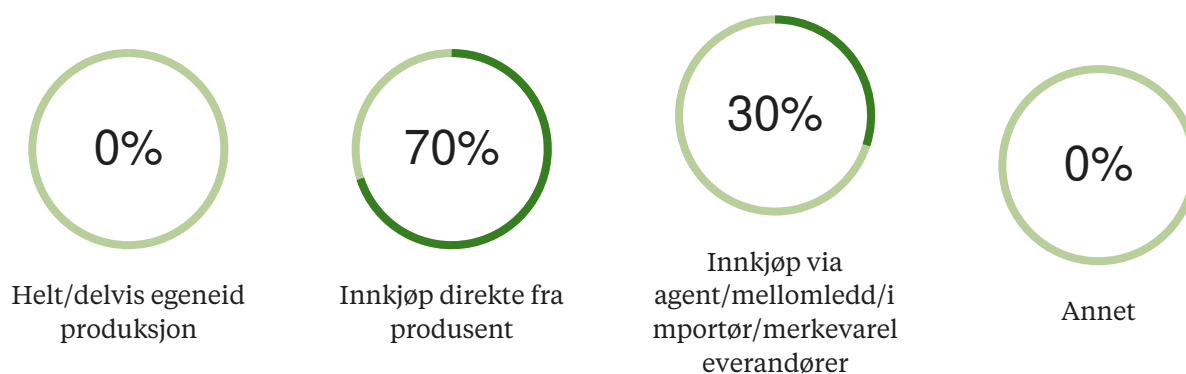 0%
Helt/delvis egeneid
produksjon
70%
Innkjøp direkte fra
produsent
30%
Innkjøp via
agent/mellomledd/i
mportør/merkevarel
everandører
0%
Annet